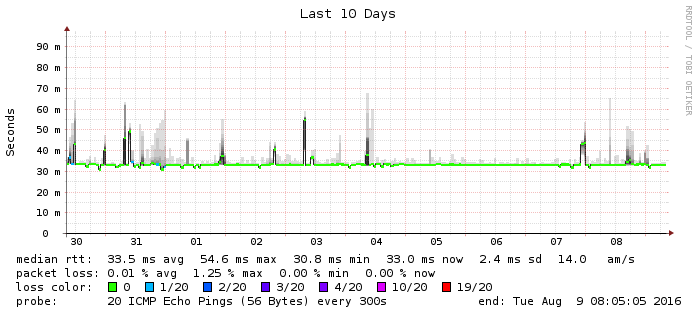 Last 10 Days
RRDTOOL / TOBI OETIKER
Seconds
90 m
80 m
70 m
60 m
50 m
40 m
30 m
20 m
10 m
0
30 31 01 02 03 04 05 06 07 08
median rtt: 33.5 ms avg 54.6 ms max 30.8 ms min 33.0 ms now 2.4 ms sd 14.0 am/s
packet loss: 0.01 % avg 1.25 % max 0.00 % min 0.00 % now
loss color: 0 1/20 2/20 3/20 4/20 10/20 19/20
probe: 20 ICMP Echo Pings (56 Bytes) every 300s end: Tue Aug 9 08:05:05 2016